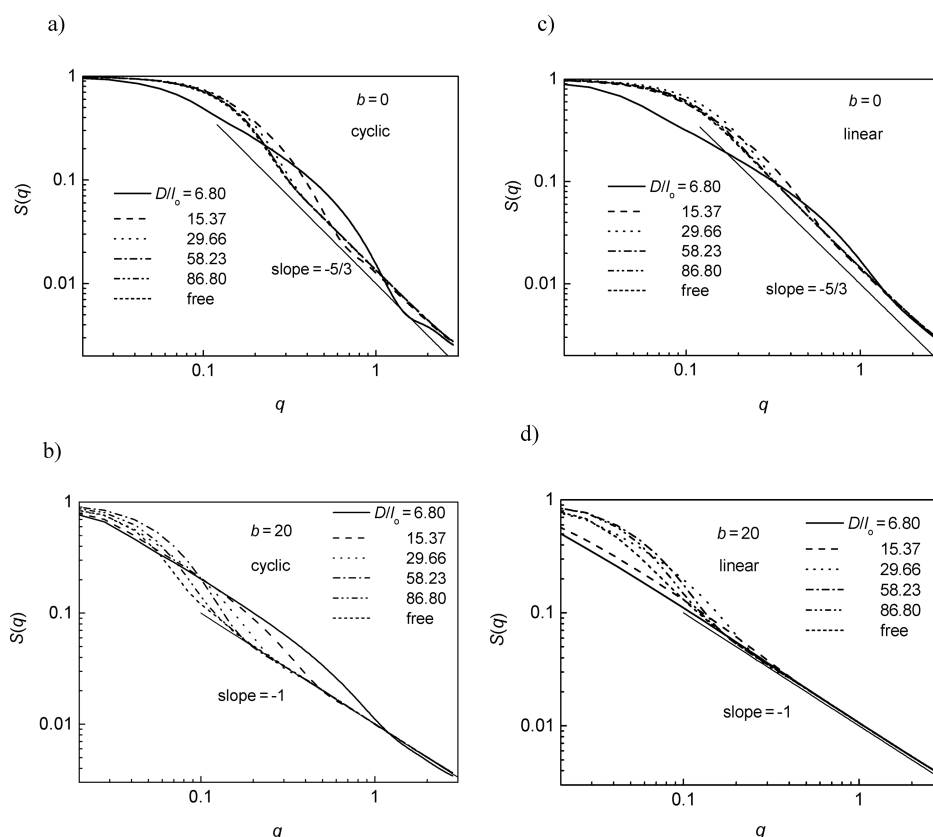 a)
1
0.1
0.01
S(q)
b = 0
cyclic
D/lo = 6.80
15.37
29.66
58.23
86.80
free
slope = -5/3
0.1
1
q
c)
1
0.1
0.01
S(q)
b = 0
linear
D/lo = 6.80
15.37
29.66
58.23
86.80
free
slope = -5/3
0.1
1
q
b)
1
0.1
0.01
S(q)
b = 20
cyclic
D/lo = 6.80
15.37
29.66
58.23
86.80
free
slope = -1
0.1
1
q
d)
1
0.1
0.01
S(q)
b = 20
linear
D/lo = 6.80
15.37
29.66
58.23
86.80
free
slope = -1
0.1
1
q